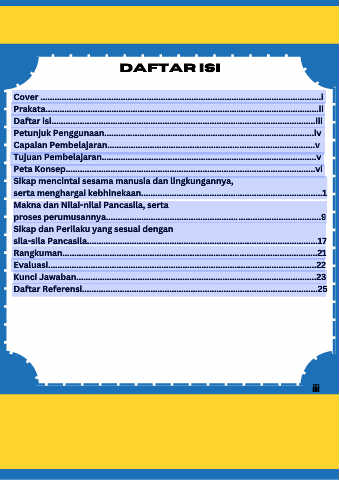 DAFTAR ISI
Cover ........................................................................i
Prakata.......................................................................ii
Daftar isi....................................................................iii
Petunjuk Penggunaan...........................................................iv
Capaian Pembelajaran..........................................................v
Tujuan Pembelajaran...........................................................v
Peta Konsep...................................................................vi
Sikap mencintai sesama manusia dan lingkungannya,
serta menghargai kebhinekaan..................................................1
Makna dan Nilai-nilai Pancasila, serta
proses perumusannya...........................................................9
Sikap dan Perilaku yang sesuai dengan
sila-sila Pancasila...........................................................17
Rangkuman.....................................................................21
Evaluasi......................................................................22
Kunci Jawaban.................................................................23
Daftar Referensi..............................................................25
iii